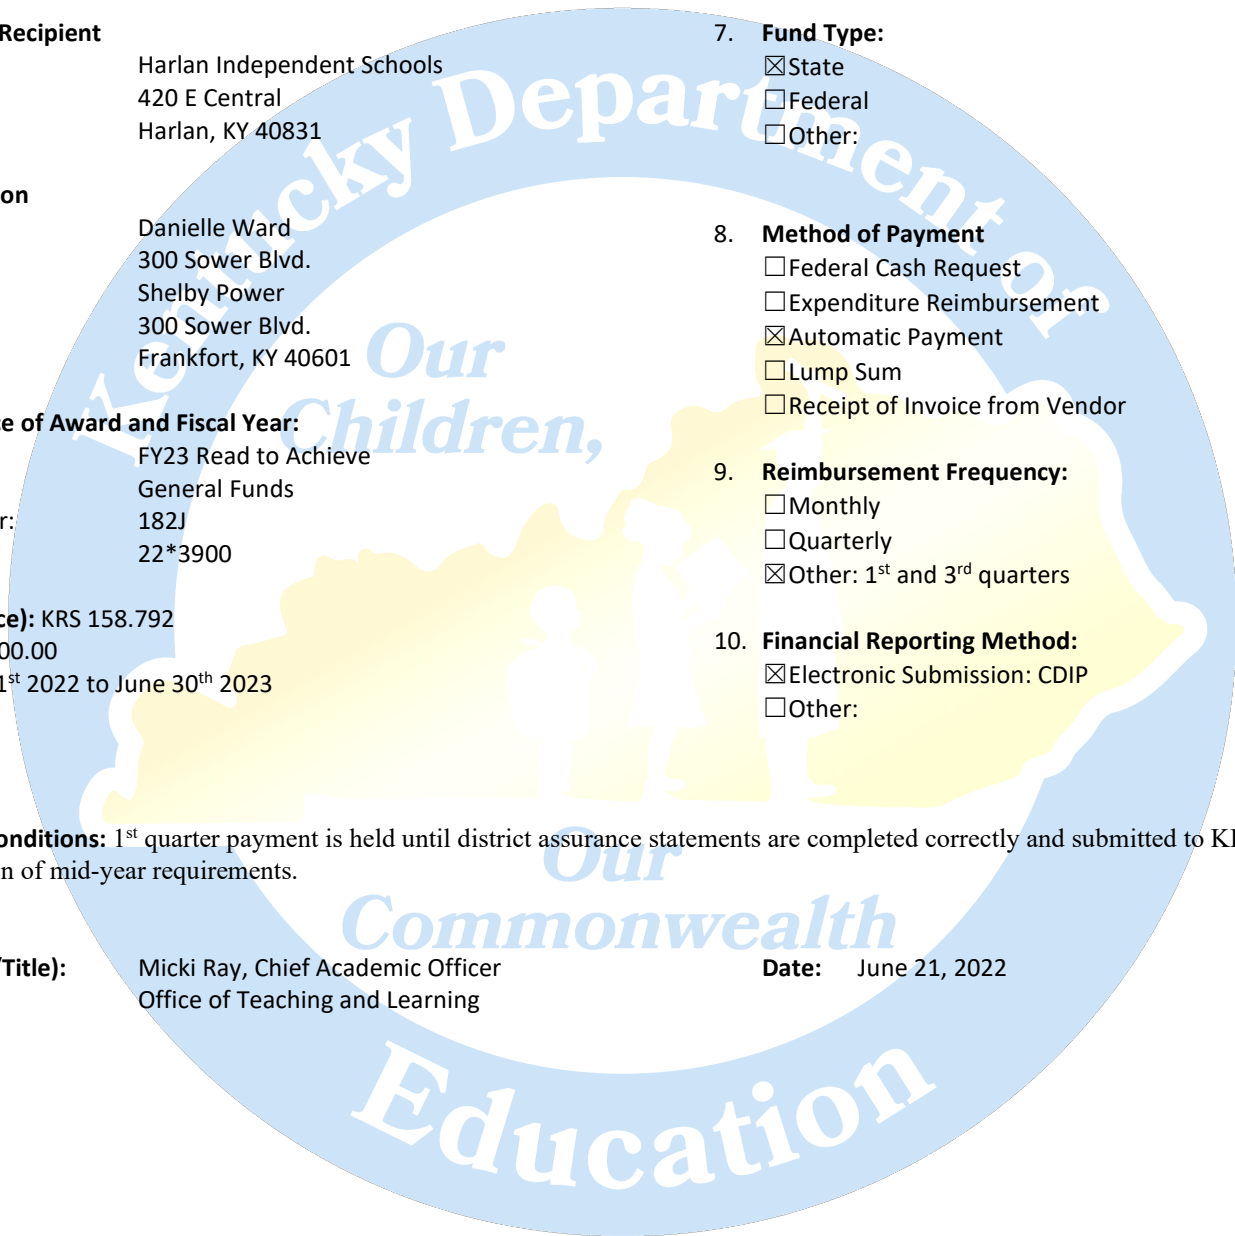 Recipient
Harlan Independent Schools
420 E Central
Harlan, KY 40831
on
Danielle Ward
300 Sower Blvd.
Shelby Power
300 Sower Blvd.
Frankfort, KY 40601
ce of Award and Fiscal Year:
FY23 Read to Achieve
General Funds
r: 182J
22*3900
ce): KRS 158.792
00.00
1st 2022 to June 30th 2023
7. Fund Type:
☒State
☐Federal
☐Other:
8. Method of Payment
☐Federal Cash Request
☐Expenditure Reimbursement
☒Automatic Payment
☐Lump Sum
☐Receipt of Invoice from Vendor
9. Reimbursement Frequency:
☐Monthly
☐Quarterly
☒Other: 1st and 3rd quarters
10. Financial Reporting Method:
☒Electronic Submission: CDIP
☐Other:
onditions: 1st quarter payment is held until district assurance statements are completed correctly and submitted to
n of mid-year requirements.
/Title): Micki Ray, Chief Academic Officer
Office of Teaching and Learning
Date: June 21, 2022
Kentucky Department of
Education
Our
Children,
Our
Commonwealth